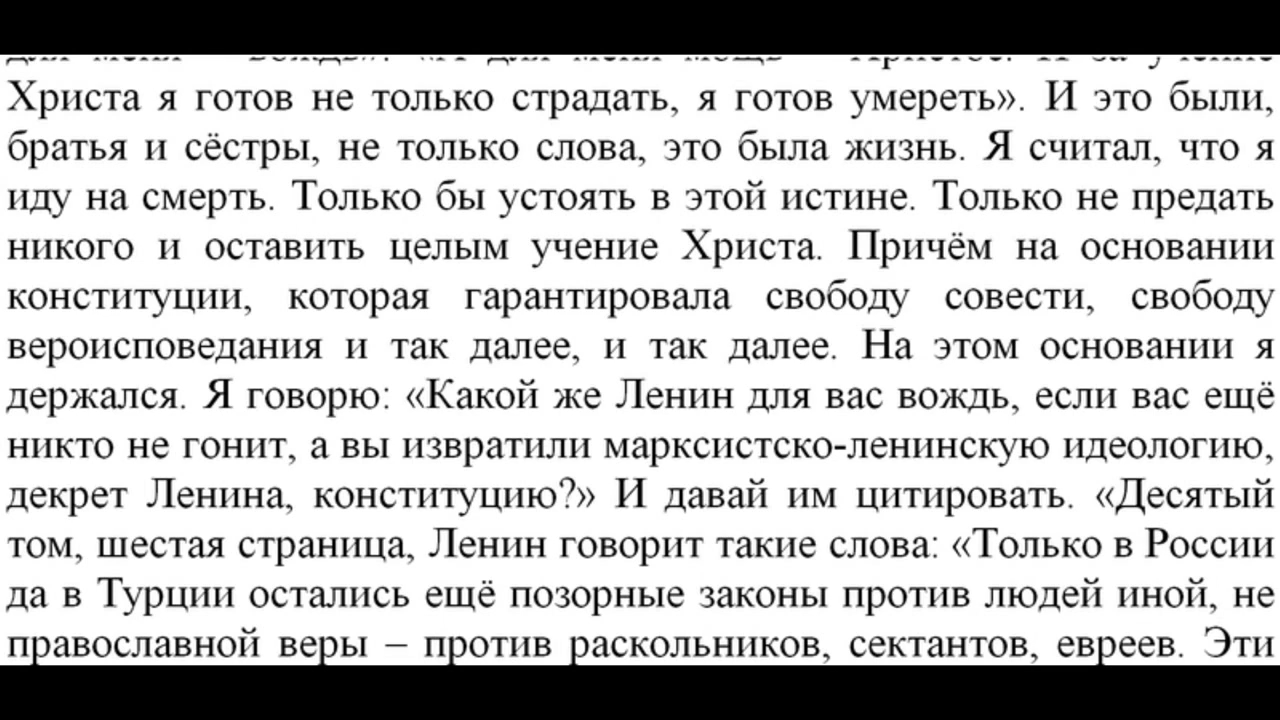 Христа я готов не только страдать, я готов умереть». И это были,
братья и сёстры, не только слова, это была жизнь. Я считал, что я
иду на смерть. Только бы устоять в этой истине. Только не предать
никого и оставить целым учение Христа. Причём на основании
конституции, которая гарантировала свободу совести, свободу
вероисповедания и так далее, и так далее. На этом основании я
держался. Я говорю: «Какой же Ленин для вас вождь, если вас ещё
никто не гонит, а вы извратили марксистско-ленинскую идеологию,
декрет Ленина, конституцию?» И давай им цитировать. «Десятый
том, шестая страница, Ленин говорит такие слова: «Только в России
да в Турции остались ещё позорные законы против людей иной, не
православной веры – против раскольников, сектантов, евреев. Эти